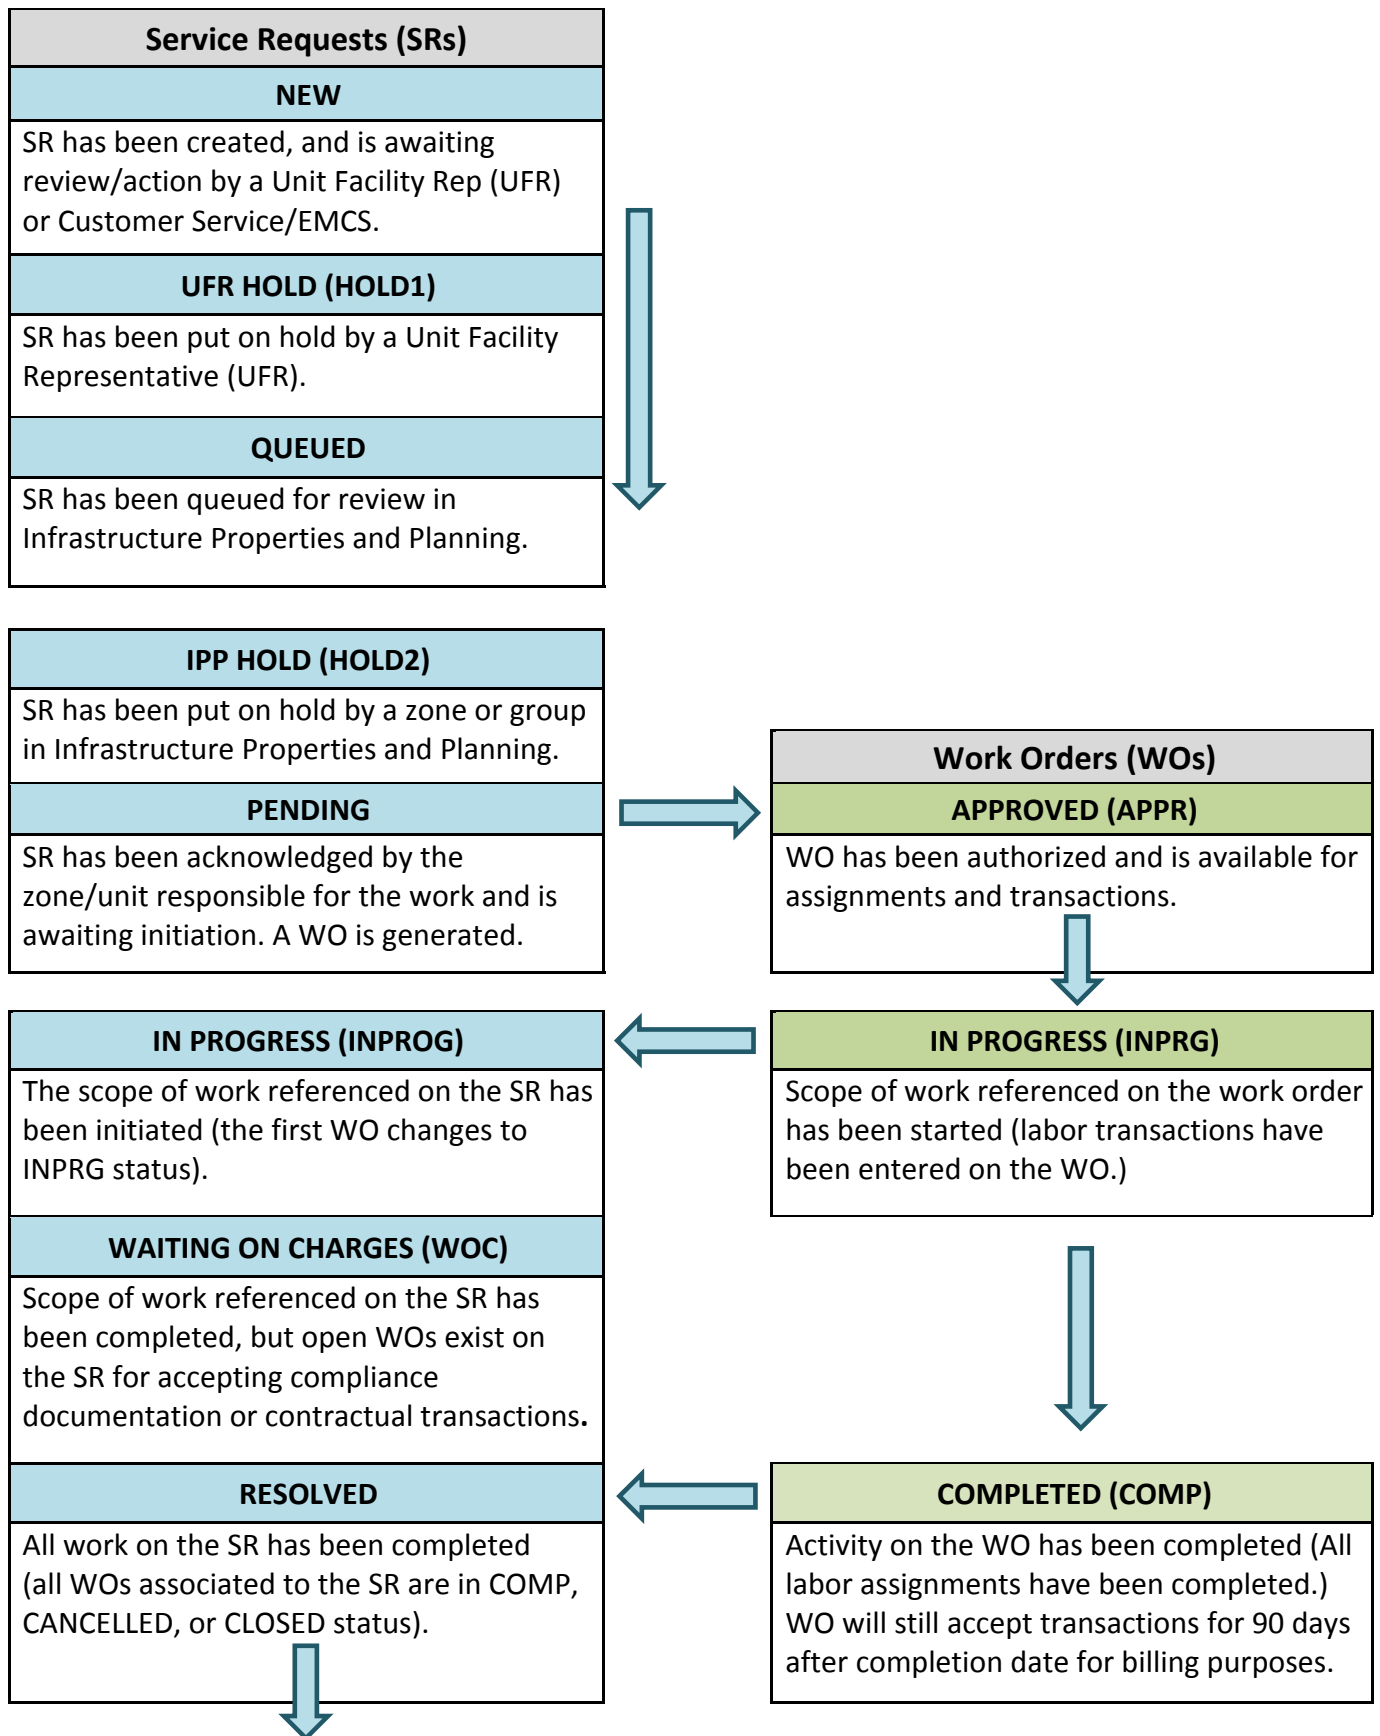 Service Requests (SRs)
NEW
SR has been created, and is awaiting
review/action by a Unit Facility Rep (UFR)
or Customer Service/EMCS.
UFR HOLD (HOLD1)
SR has been put on hold by a Unit Facility
Representative (UFR).
QUEUED
SR has been queued for review in
Infrastructure Properties and Planning.
IPP HOLD (HOLD2)
SR has been put on hold by a zone or group
in Infrastructure Properties and Planning.
PENDING
SR has been acknowledged by the
zone/unit responsible for the work and is
awaiting initiation. A WO is generated.
Work Orders (WOs)
APPROVED (APPR)
WO has been authorized and is available for
assignments and transactions.
IN PROGRESS (INPROG)
The scope of work referenced on the SR has
been initiated (the first WO changes to
INPRG status).
IN PROGRESS (INPRG)
Scope of work referenced on the work order
has been started (labor transactions have
been entered on the WO.)
WAITING ON CHARGES (WOC)
Scope of work referenced on the SR has
been completed, but open WOs exist on
the SR for accepting compliance
documentation or contractual transactions.
RESOLVED
All work on the SR has been completed
(all WOs associated to the SR are in COMP,
CANCELLED, or CLOSED status).
COMPLETED (COMP)
Activity on the WO has been completed (All
labor assignments have been completed.)
WO will still accept transactions for 90 days
after completion date for billing purposes.